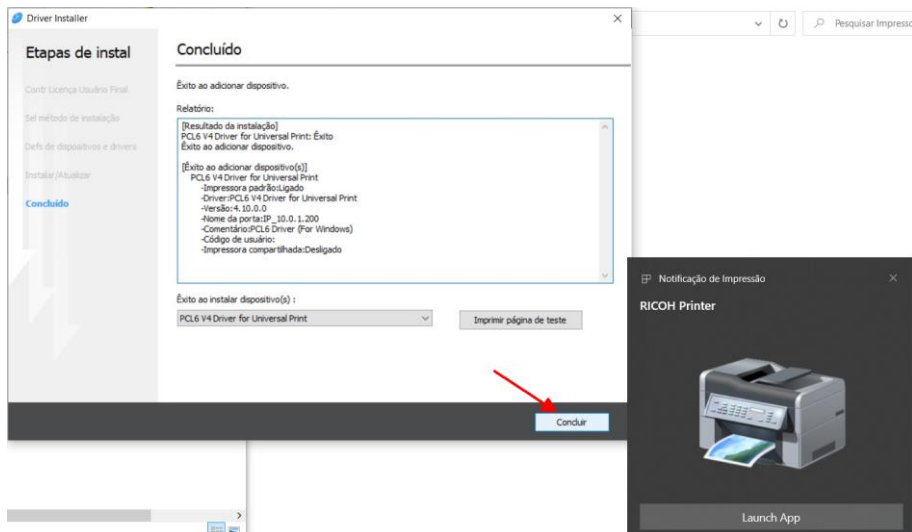 Driver Installer
Etapas de instal
Contr Licença Usuário Final
Sel método de instalação
Defs de dispositivos e drivers
Instalar/Atualizar
Concluído
Concluído
Êxito ao adicionar dispositivo.
Relatório:
[Resultado da instalação]
PCL6 V4 Driver for Universal Print: Êxito
Êxito ao adicionar dispositivo.
[Êxito ao adicionar dispositivo(s)]
PCL6 V4 Driver for Universal Print
-Impressora padrão:Ligado
-Driver:PCL6 V4 Driver for Universal Print
-Versão:4.10.0.0
-Nome da porta:IP_10.0.1.200
-Comentário:PCL6 Driver (For Windows)
-Código de usuário:
-Impressora compartilhada:Desligado
Êxito ao instalar dispositivo(s) :
PCL6 V4 Driver for Universal Print
Imprimir página de teste
Concluir
Pesquisar Impresso
Notificação de Impressão
RICOH Printer
Launch App